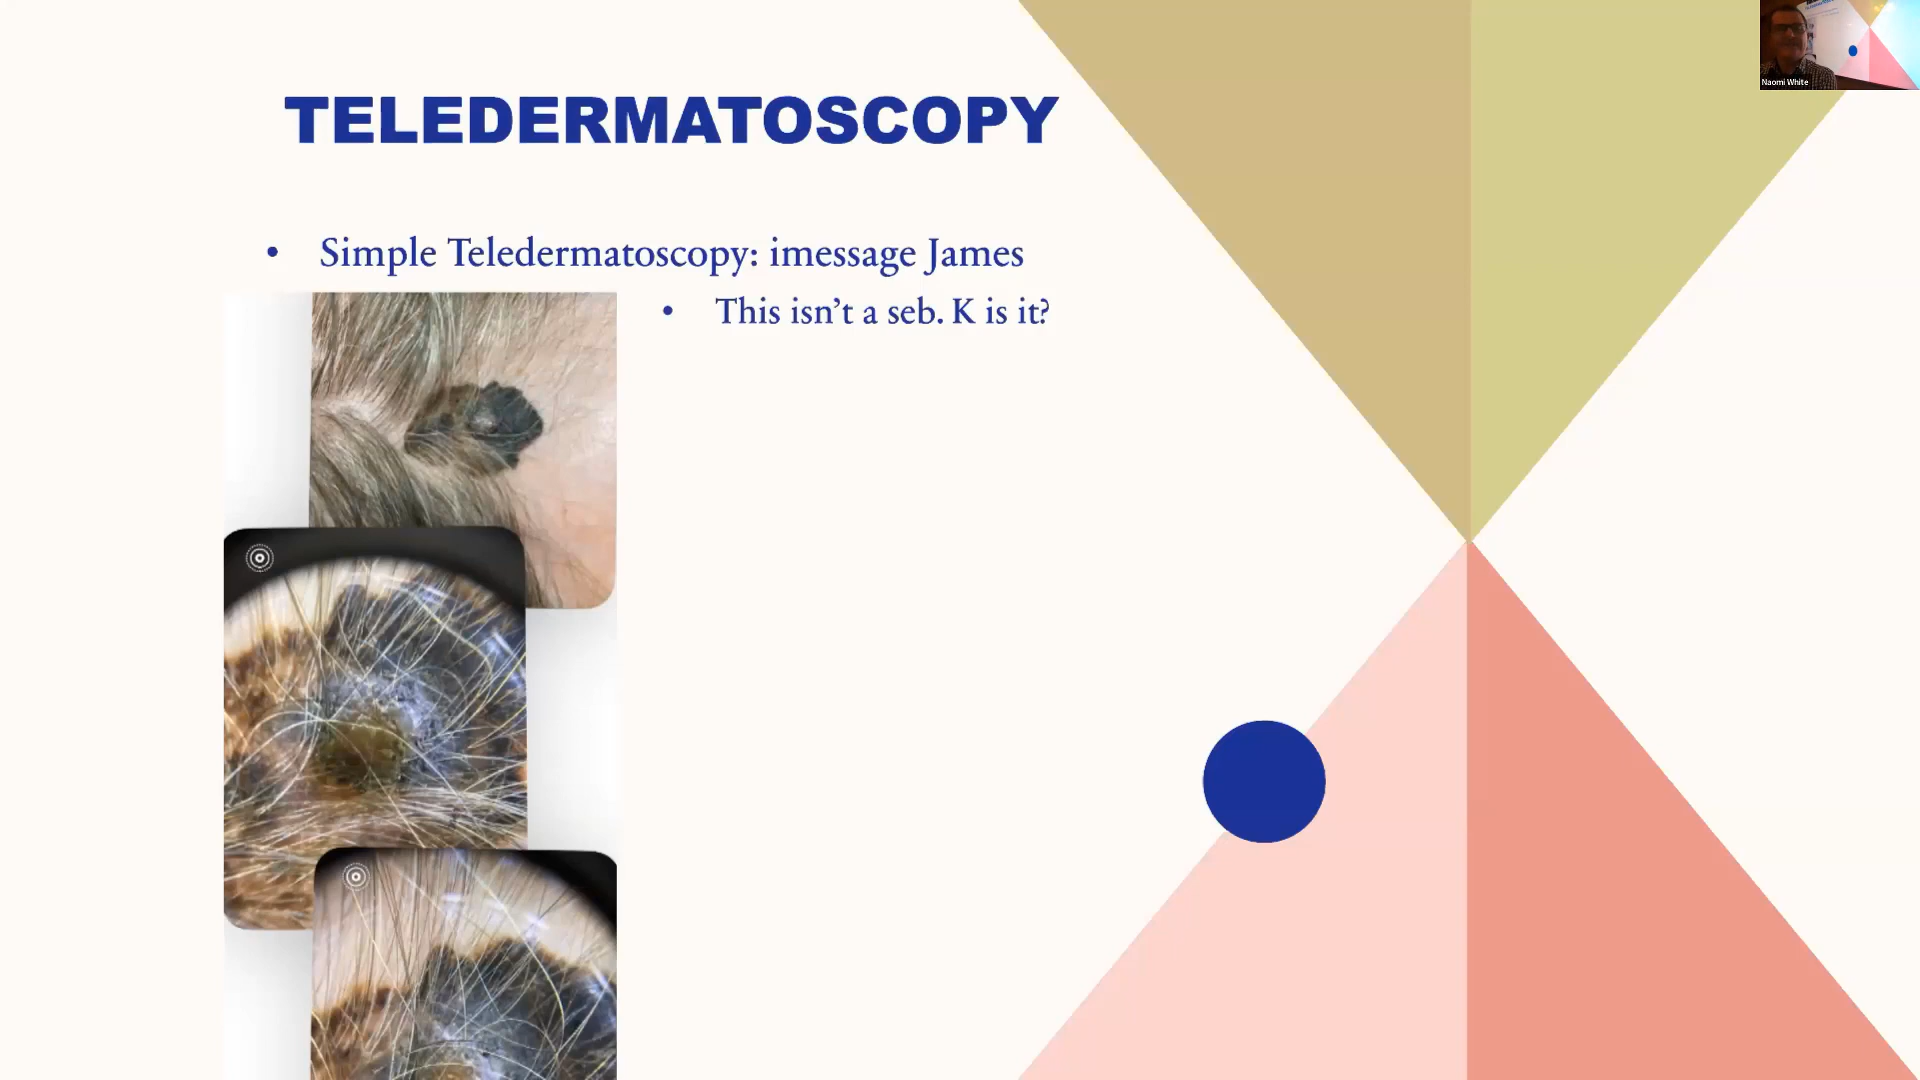 TELEDERMATOSCOPY
• Simple Teledermatoscopy: imessage James
• This isn’t a seb. K is it?
Naomi White